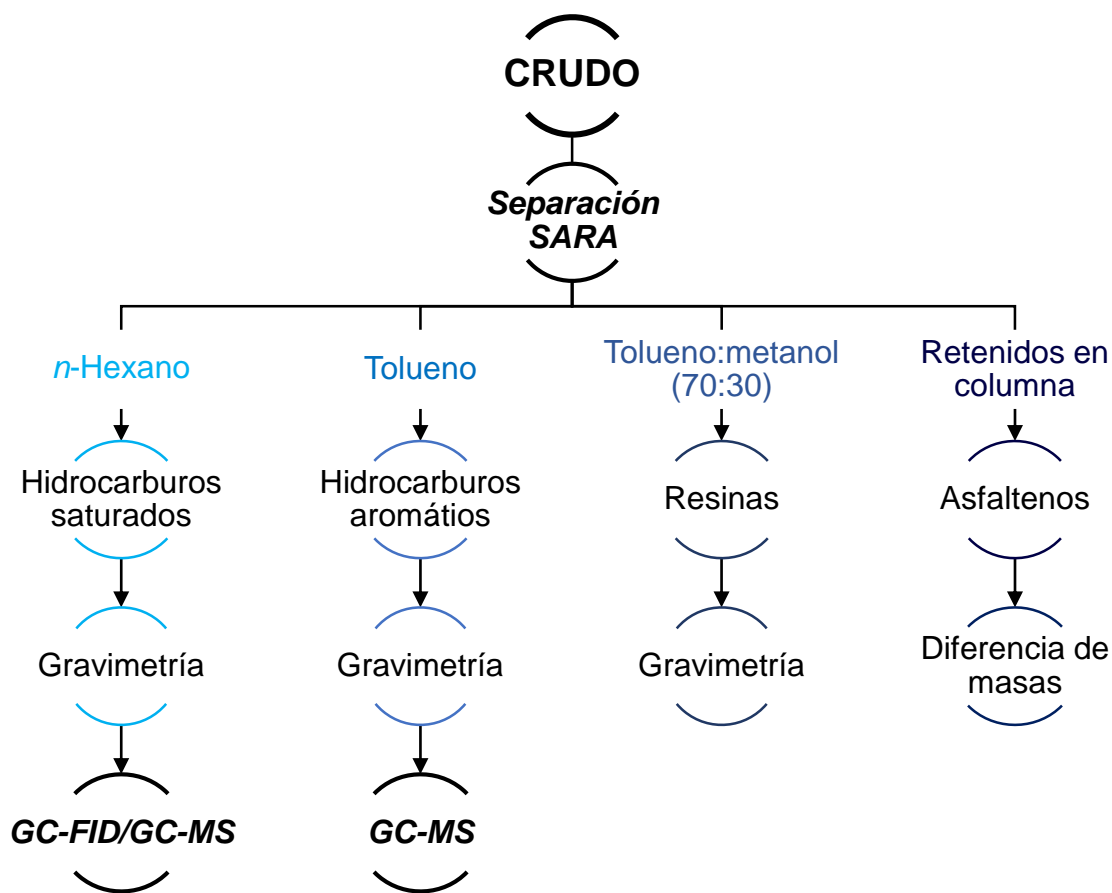 CRUDO
Separación
SARA
n-Hexano
Tolueno
Tolueno:metanol
(70:30)
Retenidos en
columna
Hidrocarburos
saturados
Hidrocarburos
aromátios
Resinas
Asfaltenos
Gravimetría
Gravimetría
Gravimetría
Diferencia de
masas
GC-FID/GC-MS
GC-MS